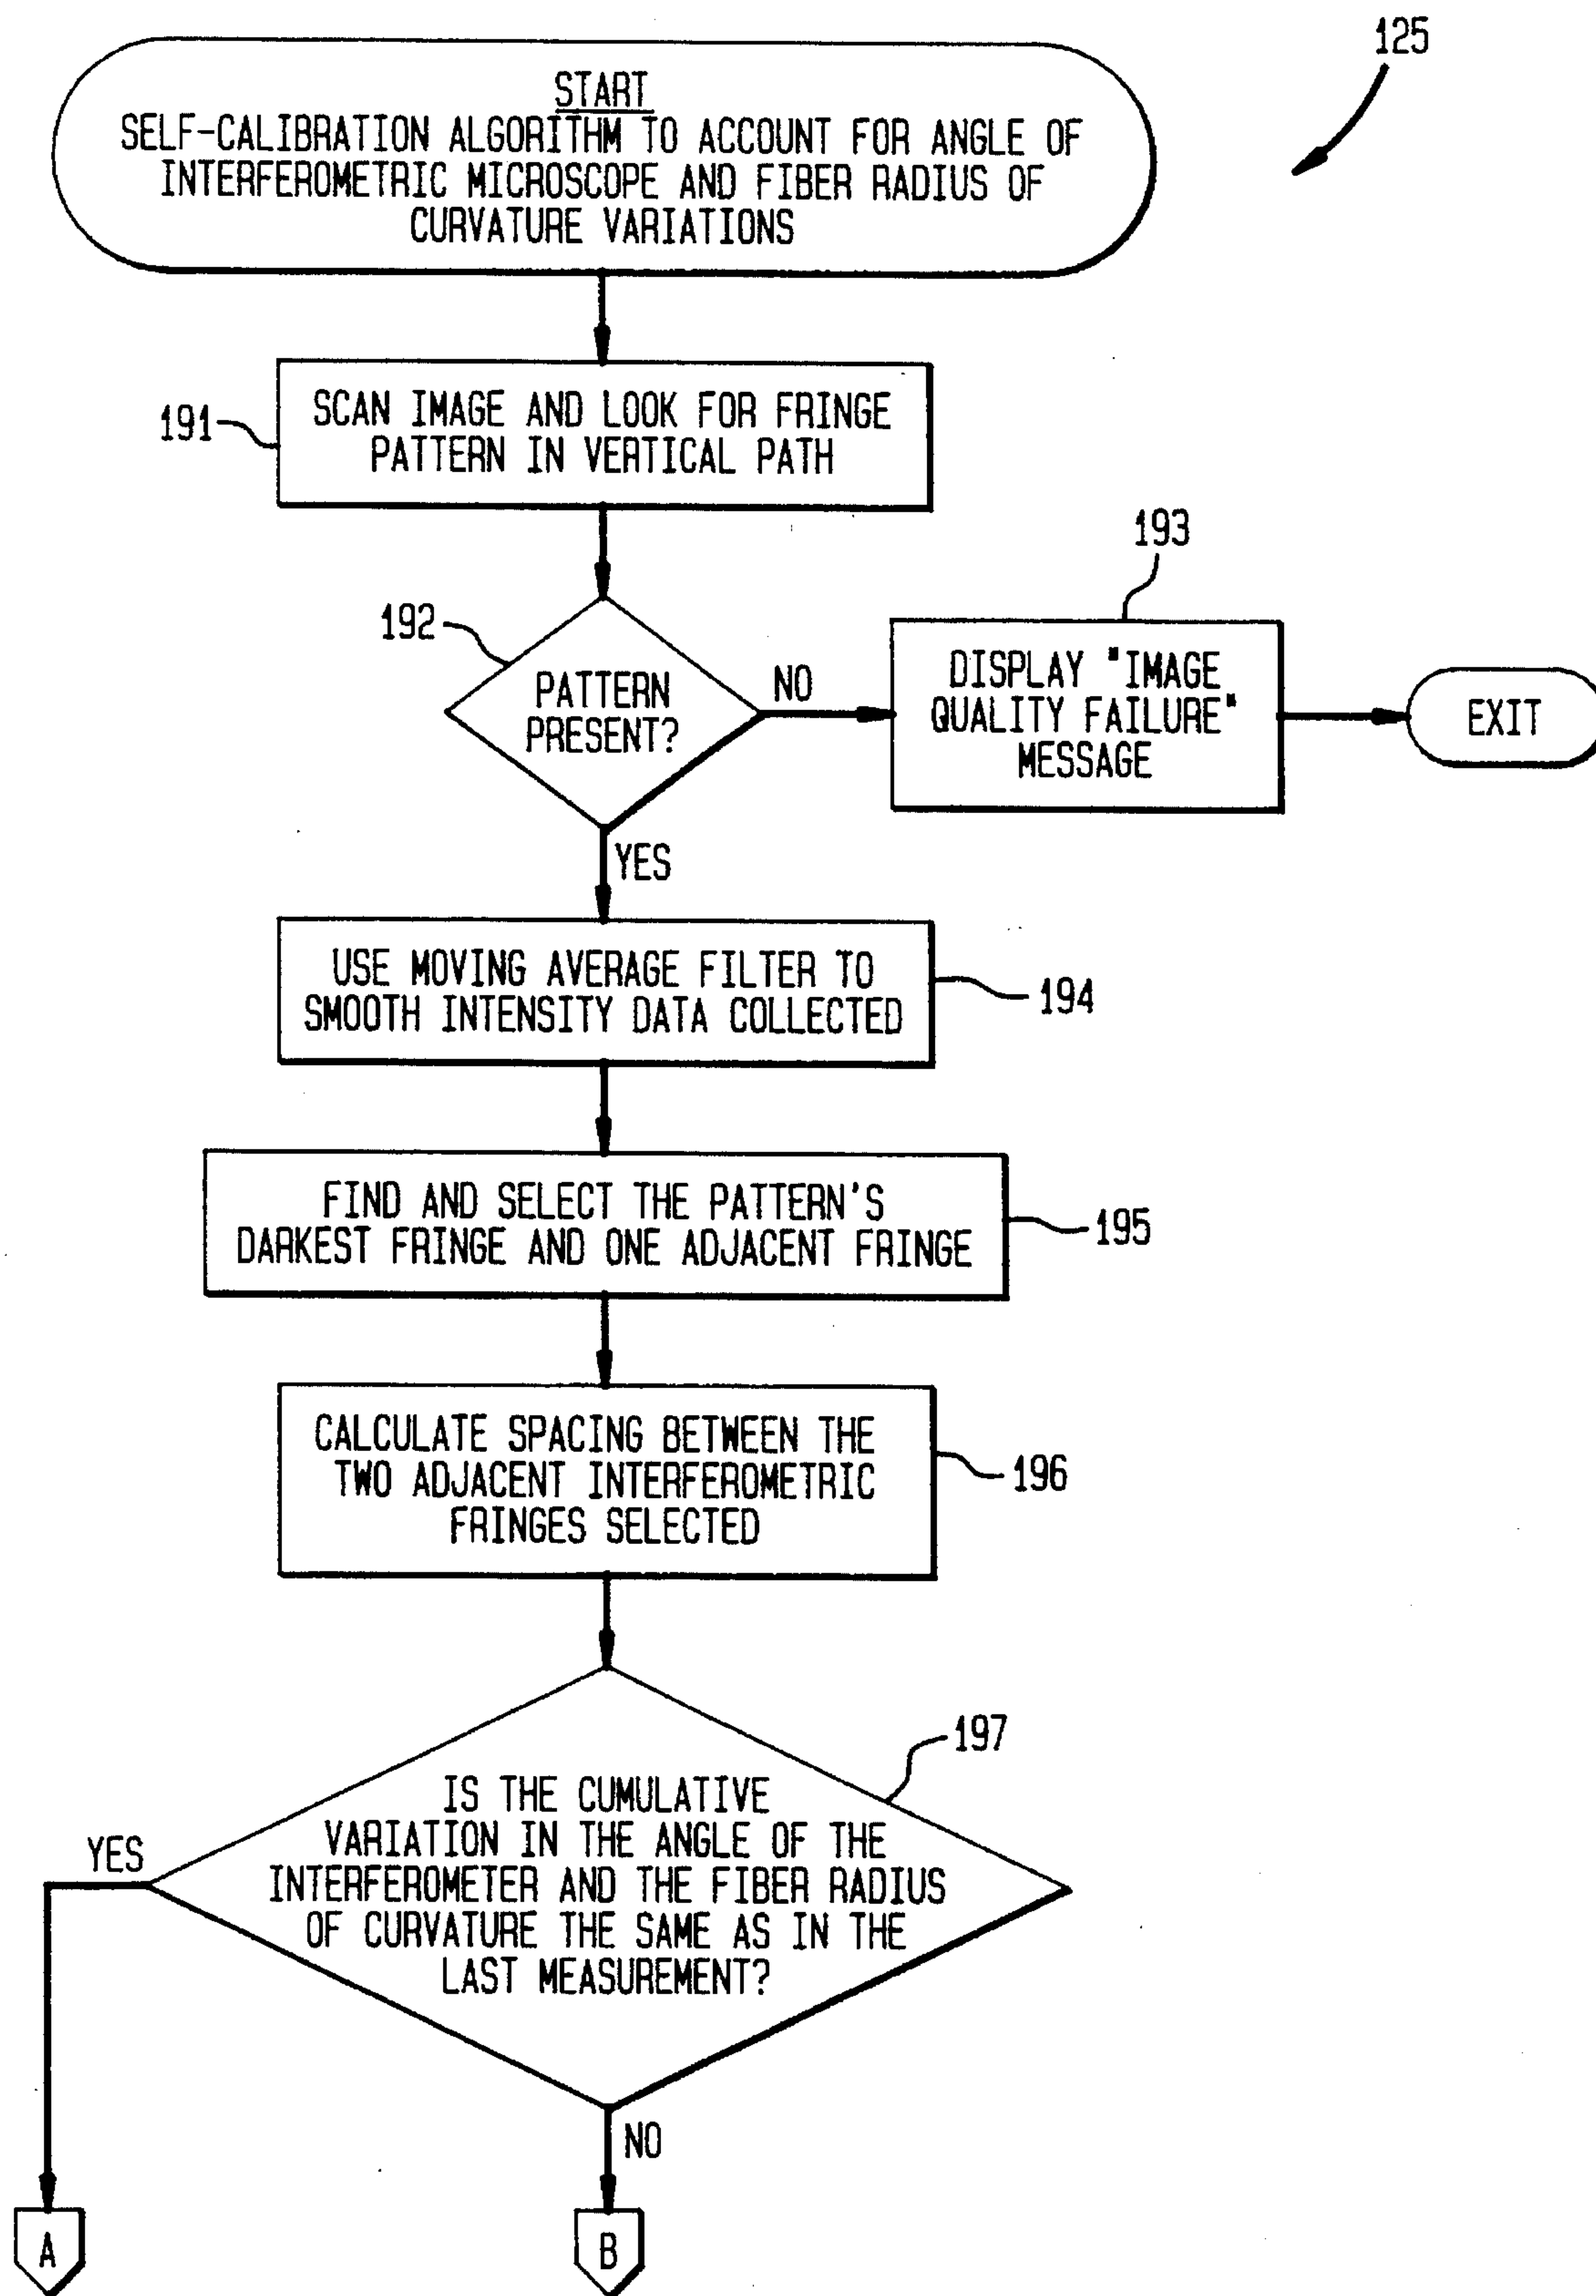 125
START
SELF-CALIBRATION ALGORITHM TO ACCOUNT FOR ANGLE OF
INTERFEROMETRIC MICROSCOPE AND FIBER RADIUS OF
CURVATURE VARIATIONS
191
SCAN IMAGE AND LOOK FOR FRINGE
PATTERN IN VERTICAL PATH
192
PATTERN
PRESENT?
NO
193
DISPLAY "IMAGE
QUALITY FAILURE"
MESSAGE
EXIT
YES
USE MOVING AVERAGE FILTER TO
SMOOTH INTENSITY DATA COLLECTED
194
FIND AND SELECT THE PATTERN'S
DARKEST FRINGE AND ONE ADJACENT FRINGE
195
CALCULATE SPACING BETWEEN THE
TWO ADJACENT INTERFEROMETRIC
FRINGES SELECTED
196
197
IS THE CUMULATIVE
VARIATION IN THE ANGLE OF THE
INTERFEROMETER AND THE FIBER RADIUS
OF CURVATURE THE SAME AS IN THE
LAST MEASUREMENT?
YES
NO
A
B